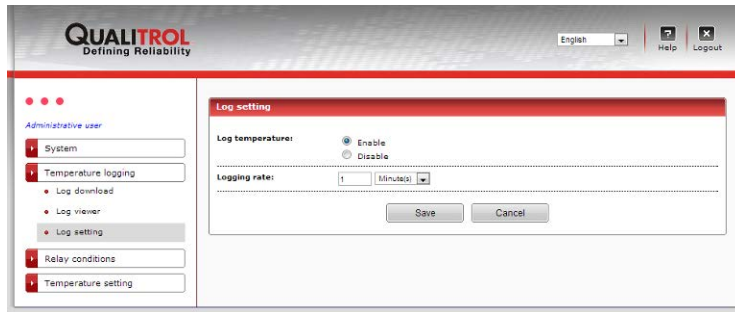 QUALITROL
Defining Reliability
English
?
Help
X
Logout
Administrative user
System
Temperature logging
Log download
Log viewer
Log setting
Relay conditions
Temperature setting
Log setting
Log temperature:
Enable
Disable
Logging rate:
1 Minute(s)
Save Cancel